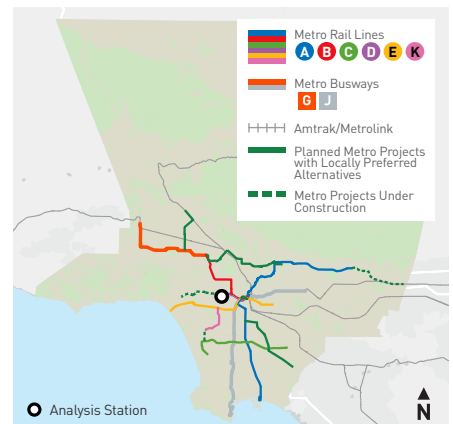 Metro Rail Lines
A B C D E K
Metro Busways
G J
Amtrak/Metrolink
Planned Metro Projects
with Locally Preferred
Alternatives
Metro Projects Under
Construction
Analysis Station
N